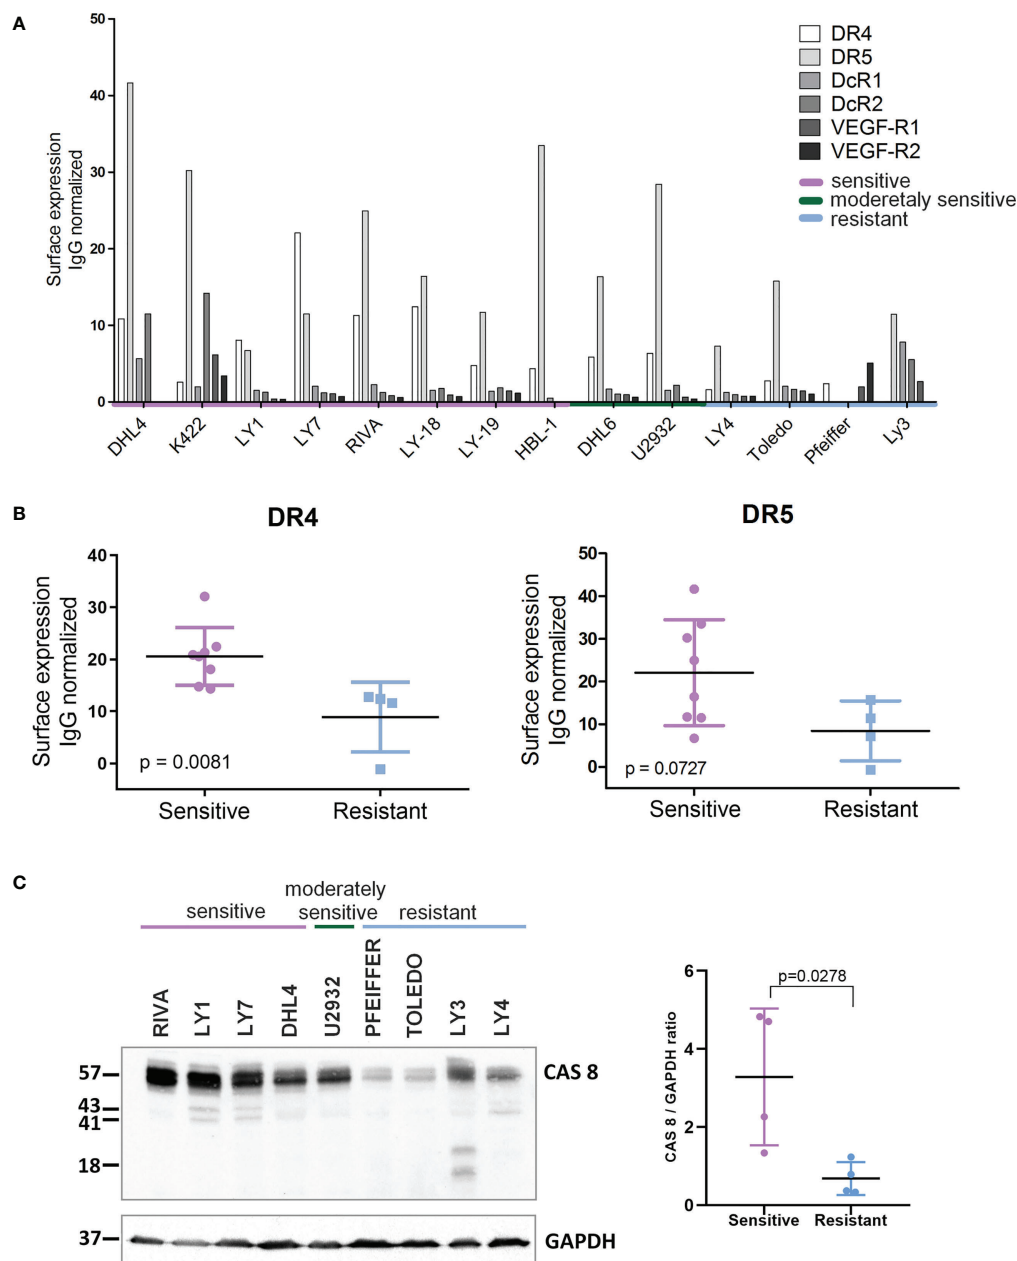 A
50
40
30
20
10
0
Surface expression
IgG normalized
DR4
DR5
DcR1
DcR2
VEGF-R1
VEGF-R2
sensitive
moderetaly sensitive
resistant
DHL4
K422
LY1
LY7
RIVA
LY-18
LY-19
HBL-1
DHL6
U2932
LY4
Toledo
Pfeiffer
Ly3
B
DR4
40
30
20
10
0
Surface expression
IgG normalized
p = 0.0081
Sensitive
Resistant
DR5
50
40
30
20
10
0
Surface expression
IgG normalized
p = 0.0727
Sensitive
Resistant
C
sensitive
moderately
sensitive
resistant
RIVA
LY1
LY7
DHL4
U2932
PFEIFFER
TOLEDO
LY3
LY4
57
43
41
18
CAS 8
37
GAPDH
6
4
2
0
CAS 8 / GAPDH ratio
p=0.0278
Sensitive
Resistant